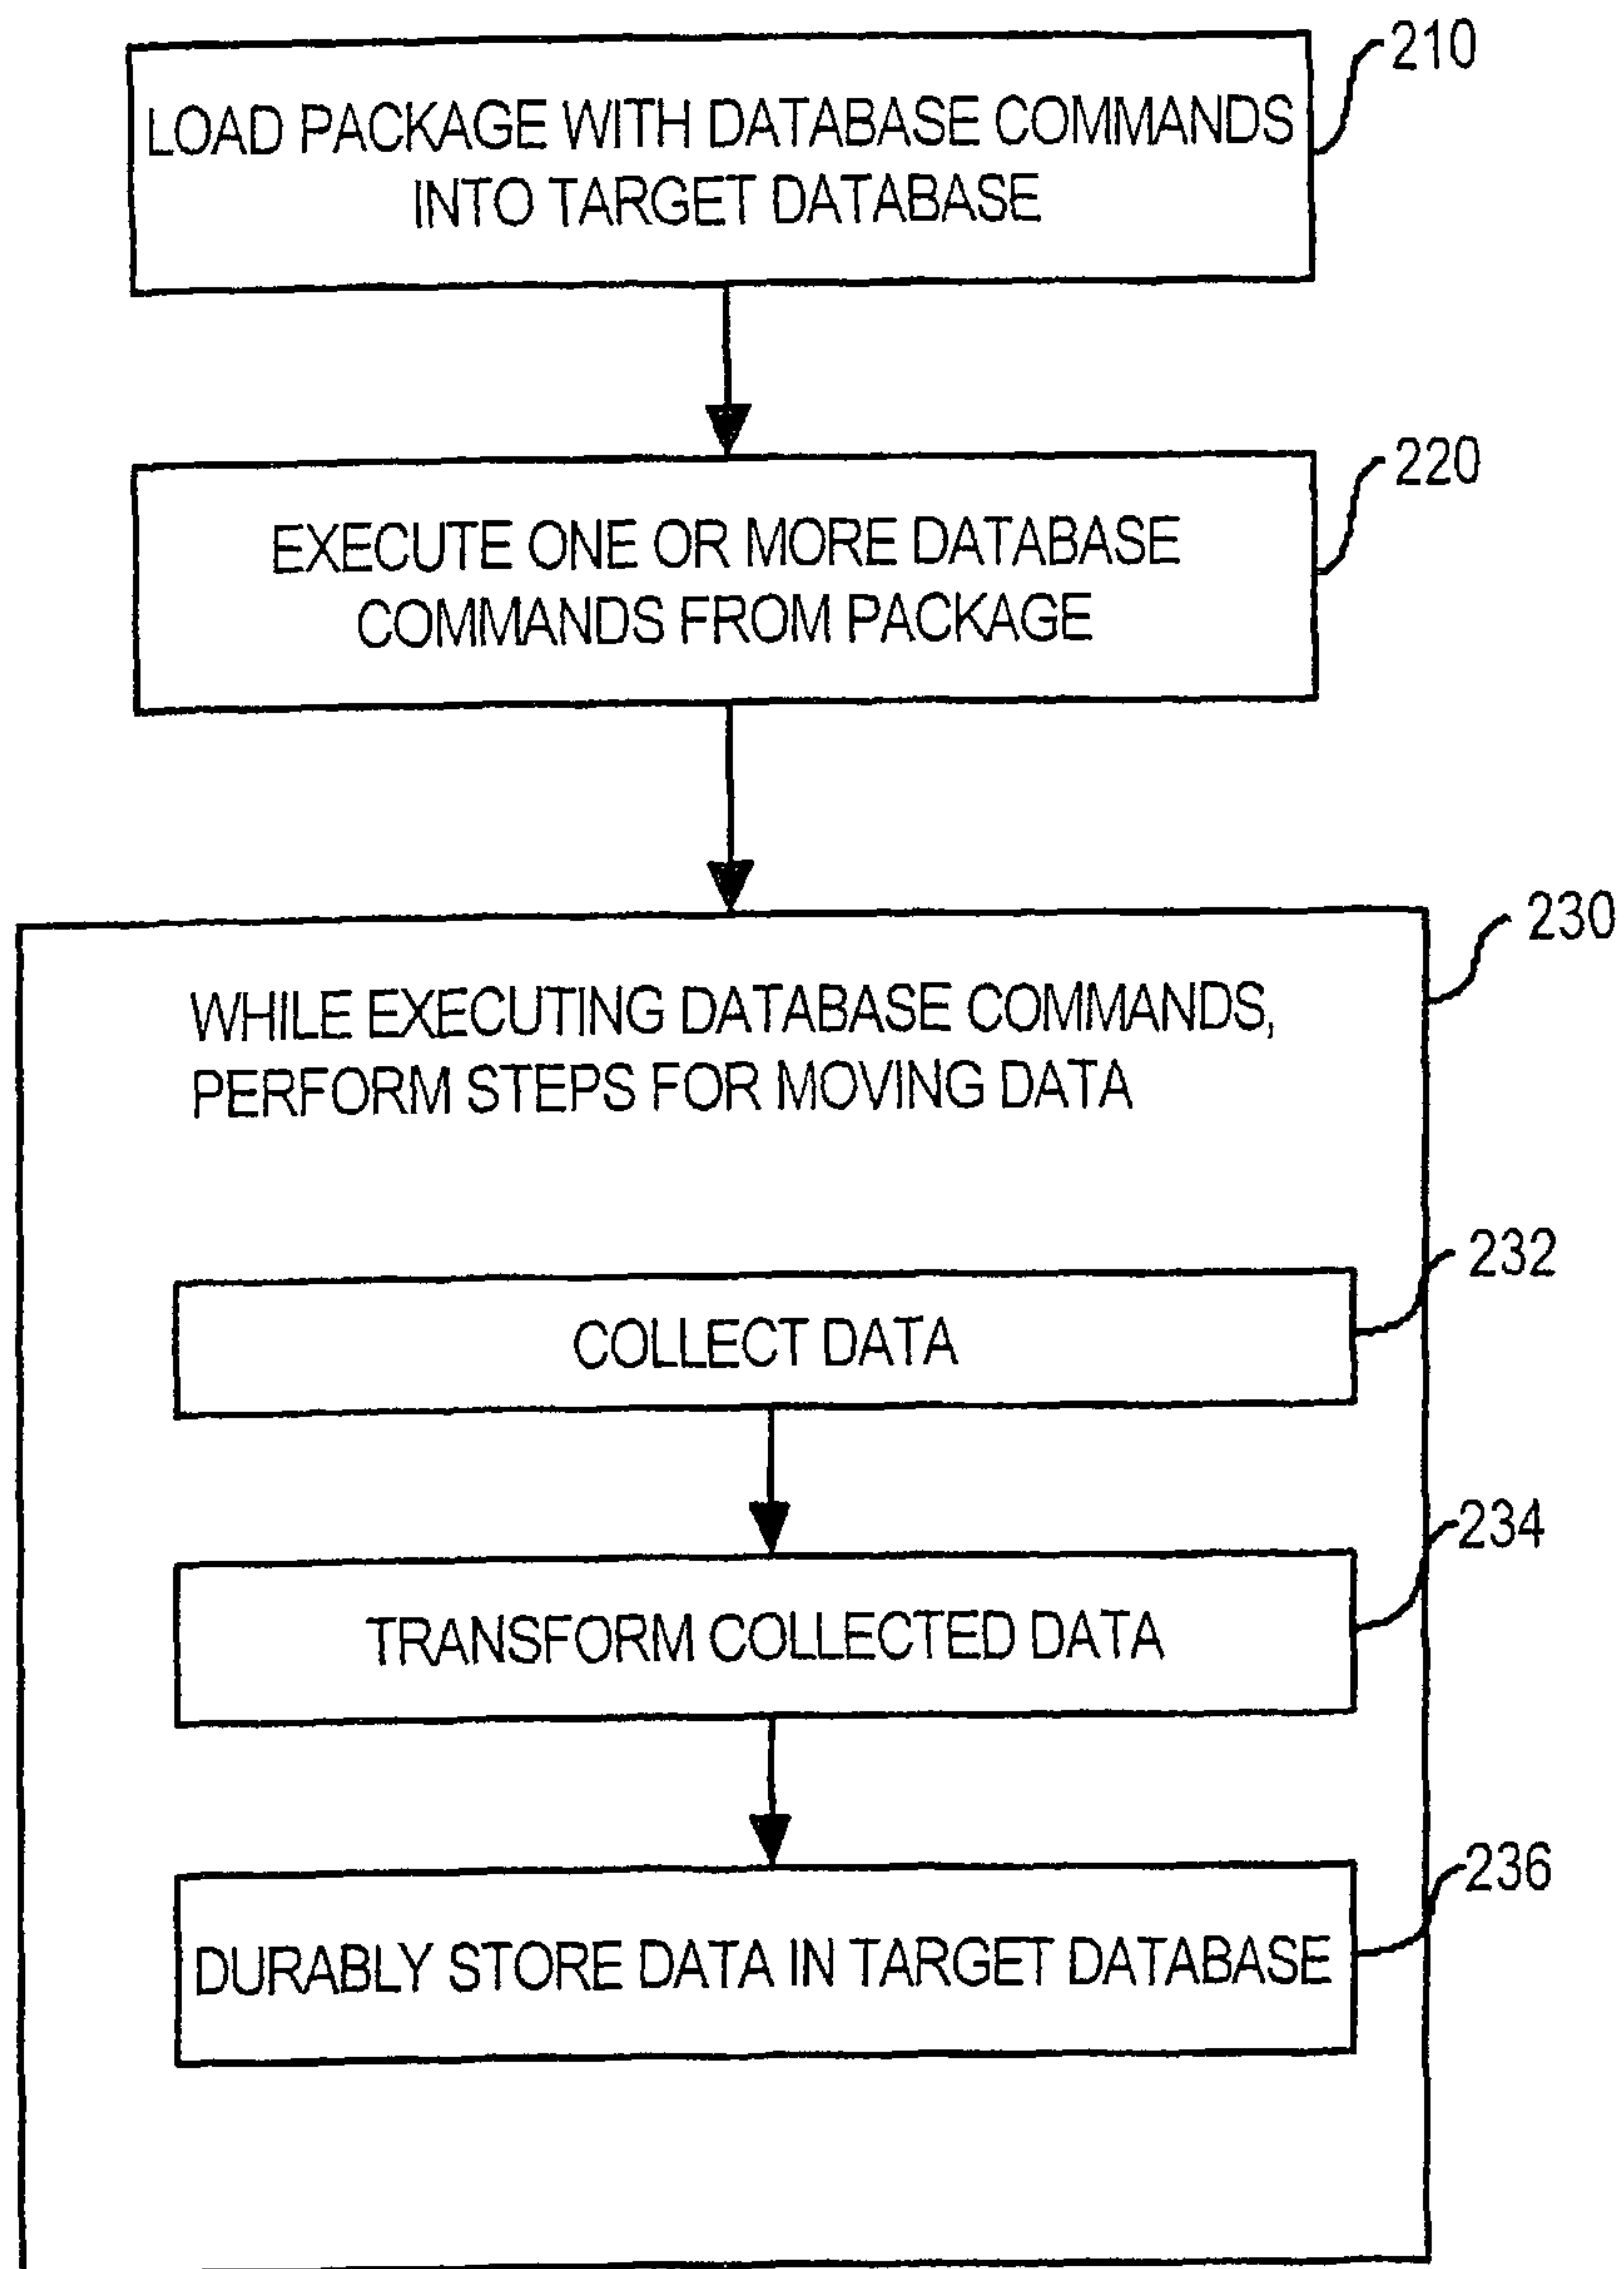 210
LOAD PACKAGE WITH DATABASE COMMANDS
INTO TARGET DATABASE
220
EXECUTE ONE OR MORE DATABASE
COMMANDS FROM PACKAGE
230
WHILE EXECUTING DATABASE COMMANDS,
PERFORM STEPS FOR MOVING DATA
232
COLLECT DATA
234
TRANSFORM COLLECTED DATA
236
DURABLY STORE DATA IN TARGET DATABASE